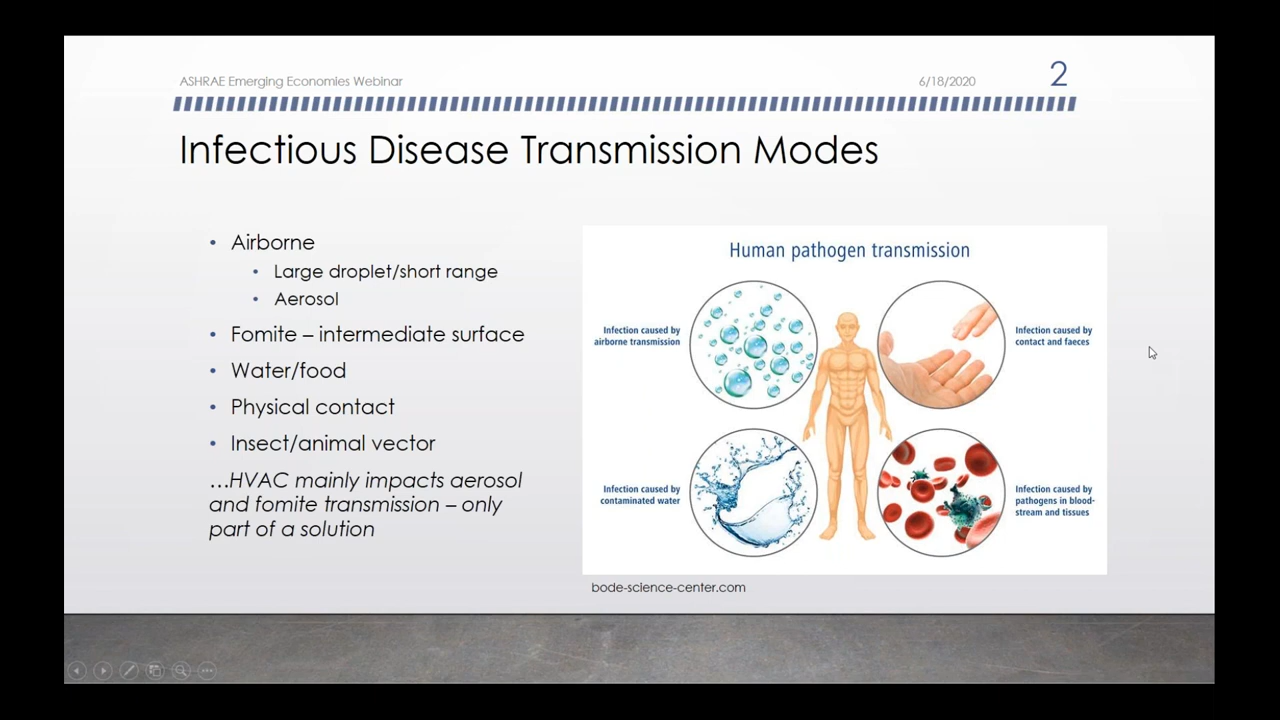 ASHRAE Emerging Economies Webinar
6/18/2020
2
Infectious Disease Transmission Modes
• Airborne
• Large droplet/short range
• Aerosol
• Fomite – intermediate surface
• Water/food
• Physical contact
• Insect/animal vector
…HVAC mainly impacts aerosol
and fomite transmission – only
part of a solution
Human pathogen transmission
Infection caused by
airborne transmission
Infection caused by
contact and faeces
Infection caused by
contaminated water
Infection caused by
pathogens in blood-
stream and tissues
bode-science-center.com